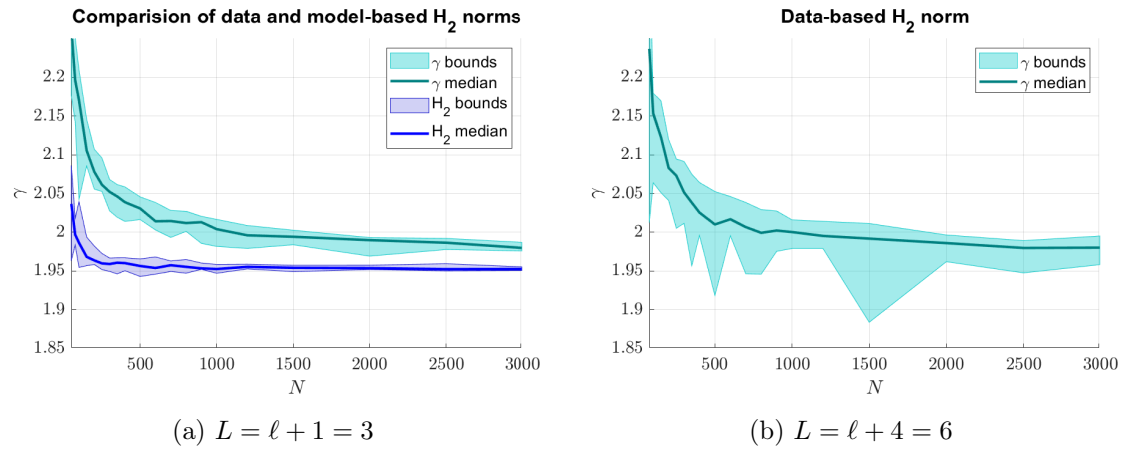 Comparision of data and model-based H2 norms
γ bounds
γ median
H2 bounds
H2 median
2.2
2.15
2.1
2.05
2
1.95
1.9
1.85
γ
500
1000
1500
2000
2500
3000
N
(a) L = ℓ + 1 = 3
Data-based H2 norm
γ bounds
γ median
2.2
2.15
2.1
2.05
2
1.95
1.9
1.85
γ
500
1000
1500
2000
2500
3000
N
(b) L = ℓ + 4 = 6